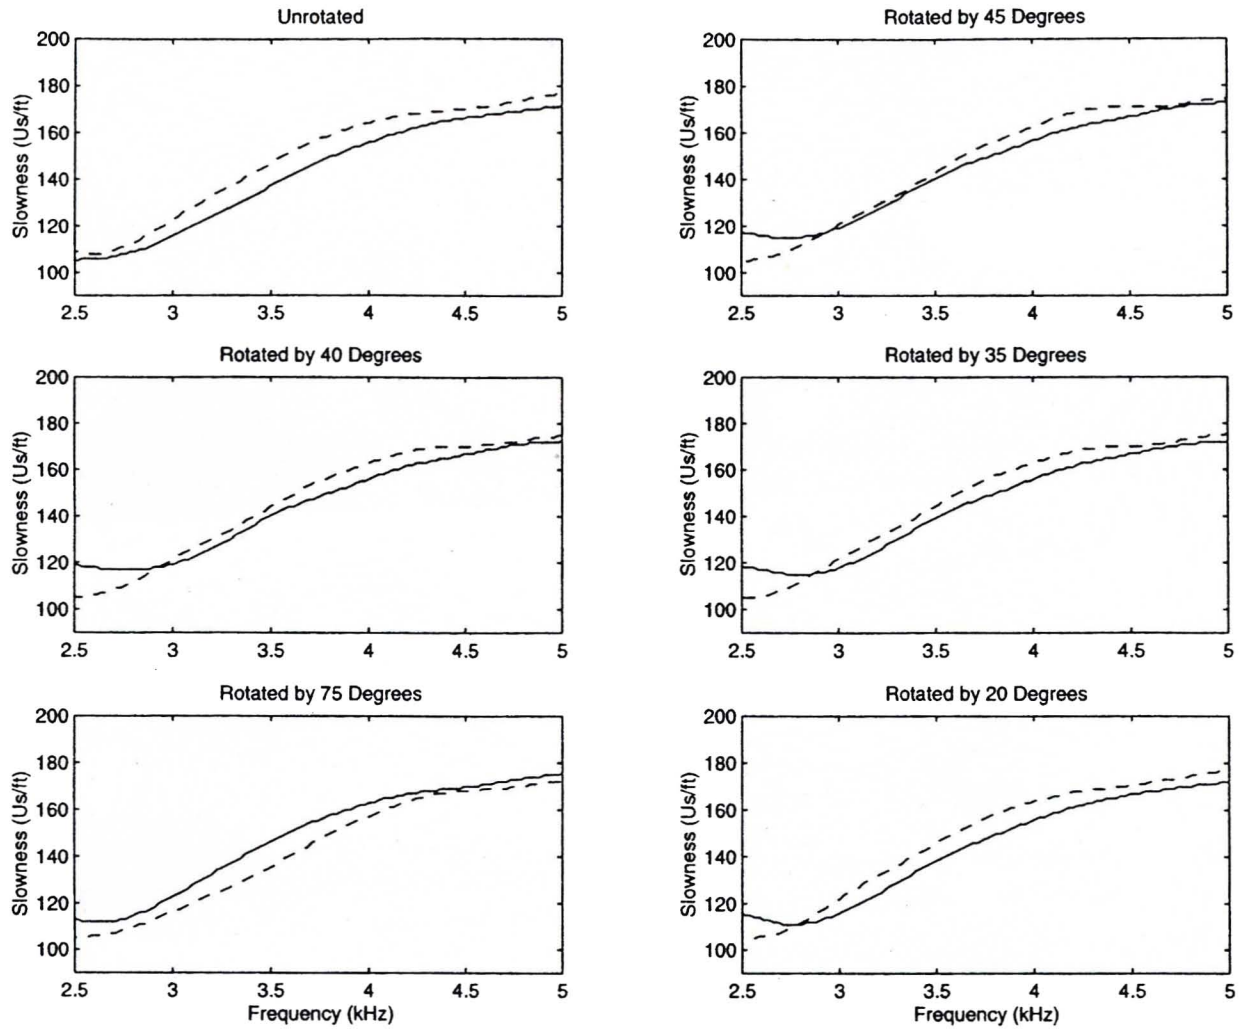 Unrotated
Slowness (Us/ft)
200
180
160
140
120
100
2.5 3 3.5 4 4.5 5
Rotated by 45 Degrees
Slowness (Us/ft)
200
180
160
140
120
100
2.5 3 3.5 4 4.5 5
Rotated by 40 Degrees
Slowness (Us/ft)
200
180
160
140
120
100
2.5 3 3.5 4 4.5 5
Rotated by 35 Degrees
Slowness (Us/ft)
200
180
160
140
120
100
2.5 3 3.5 4 4.5 5
Rotated by 75 Degrees
Slowness (Us/ft)
200
180
160
140
120
100
2.5 3 3.5 4 4.5 5
Frequency (kHz)
Rotated by 20 Degrees
Slowness (Us/ft)
200
180
160
140
120
100
2.5 3 3.5 4 4.5 5
Frequency (kHz)